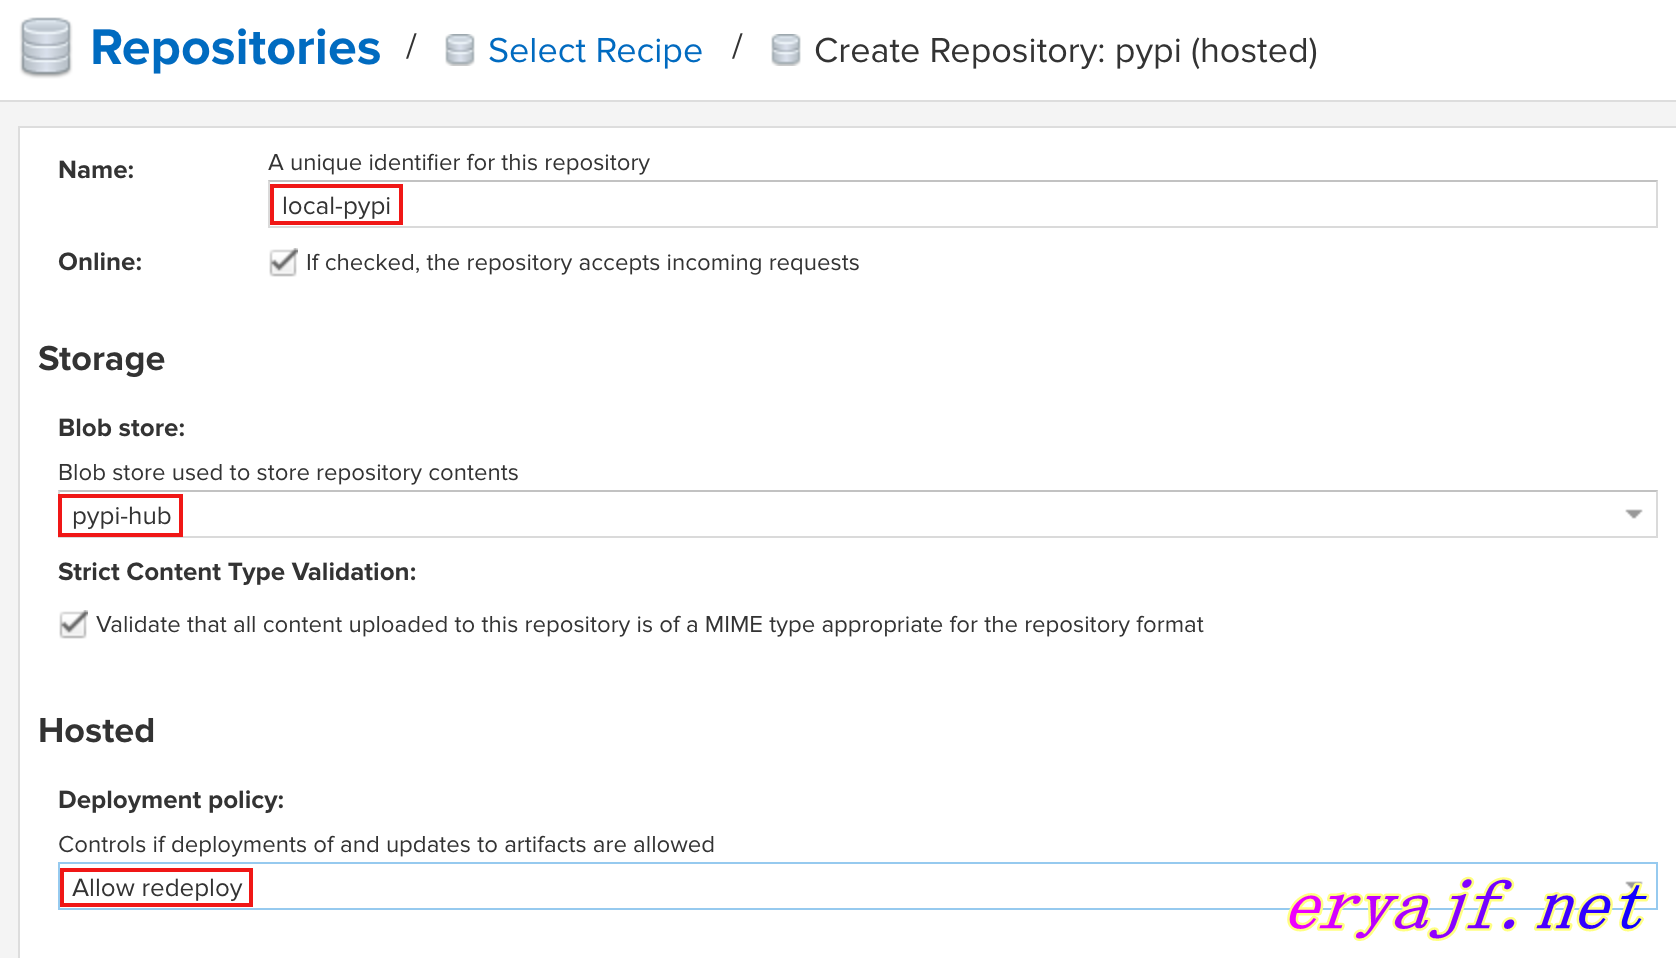 Repositories / Select Recipe / Create Repository: pypi (hosted)
Name:
A unique identifier for this repository
local-pypi
Online:
If checked, the repository accepts incoming requests
Storage
Blob store:
Blob store used to store repository contents
pypi-hub
Strict Content Type Validation:
Validate that all content uploaded to this repository is of a MIME type appropriate for the repository format
Hosted
Deployment policy:
Controls if deployments of and updates to artifacts are allowed
Allow redeploy
eryajf.net